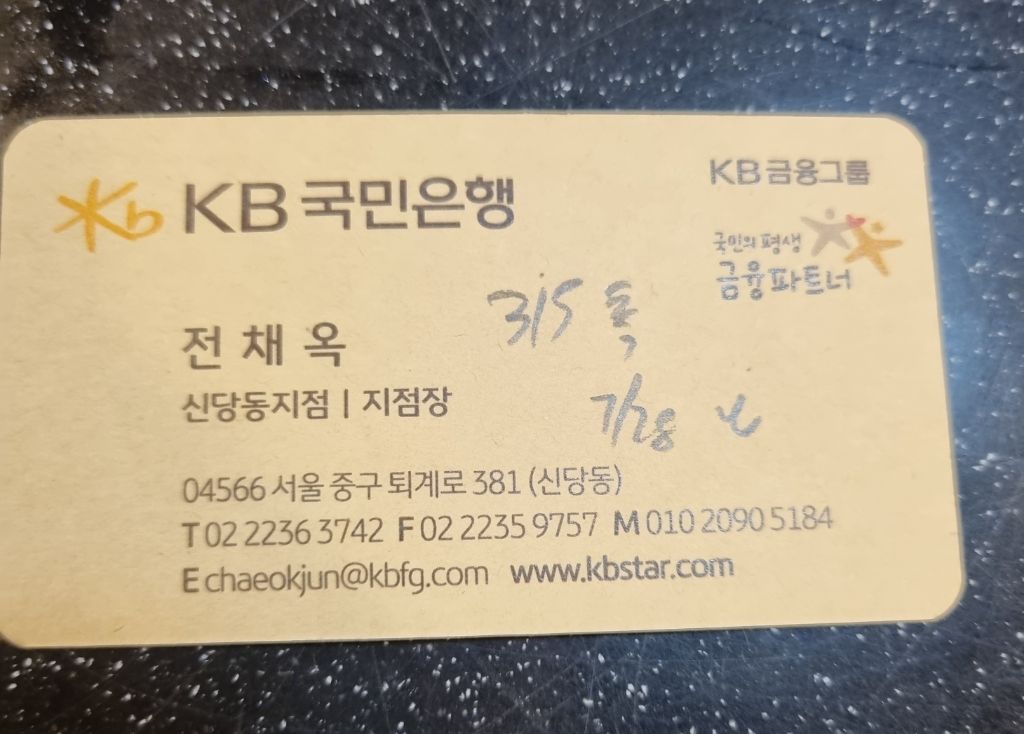 Kb KB국민은행
KB금융그룹
국민의 평생
금융파트너
전 채 옥
315
신당동지점 | 지점장
7/28
04566 서울 중구 퇴계로 381 (신당동)
T 02 2236 3742 F 02 2235 9757 M 010 2090 5184
E chaeokjun@kbfg.com www.kbstar.com